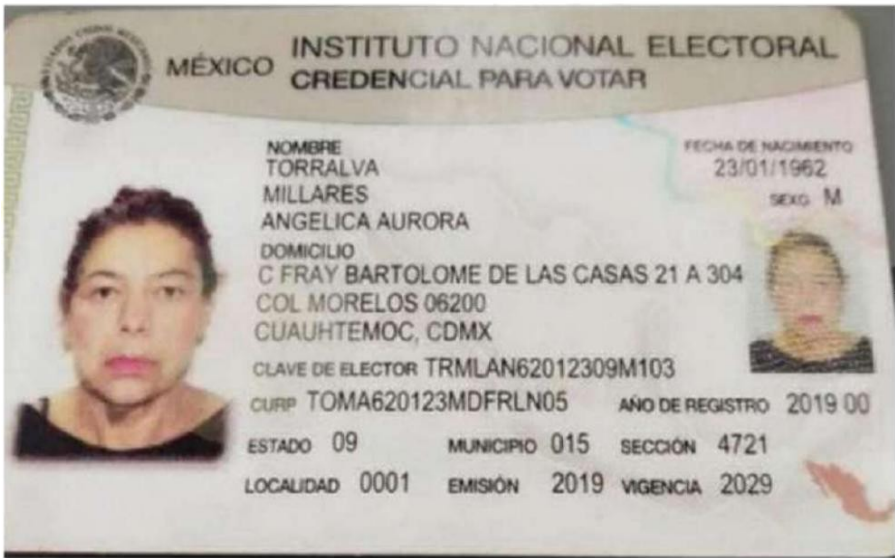 MÉXICO INSTITUTO NACIONAL ELECTORAL
CREDENCIAL PARA VOTAR
NOMBRE
TORRALVA
MILLARES
ANGELICA AURORA
FECHA DE NACIMIENTO
23/01/1962
SEXO M
DOMICILIO
C FRAY BARTOLOME DE LAS CASAS 21 A 304
COL MORELOS 06200
CUAUHTEMOC, CDMX
CLAVE DE ELECTOR TRMLAN62012309M103
CURP TOMA620123MDFRLN05 AÑO DE REGISTRO 2019 00
ESTADO 09 MUNICIPIO 015 SECCIÓN 4721
LOCALIDAD 0001 EMISIÓN 2019 VIGENCIA 2029